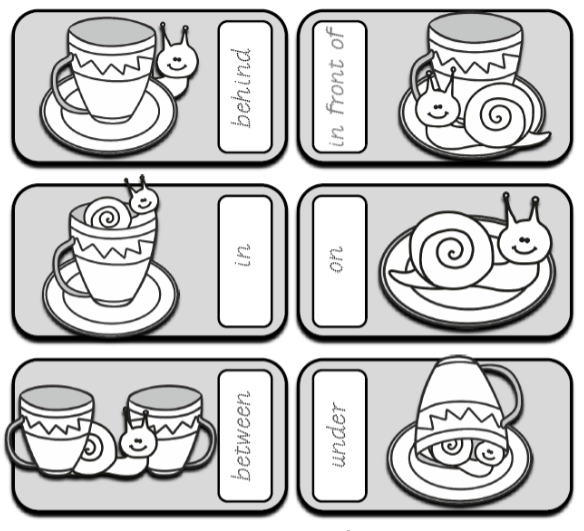 behind
in front of
in
on
between
under